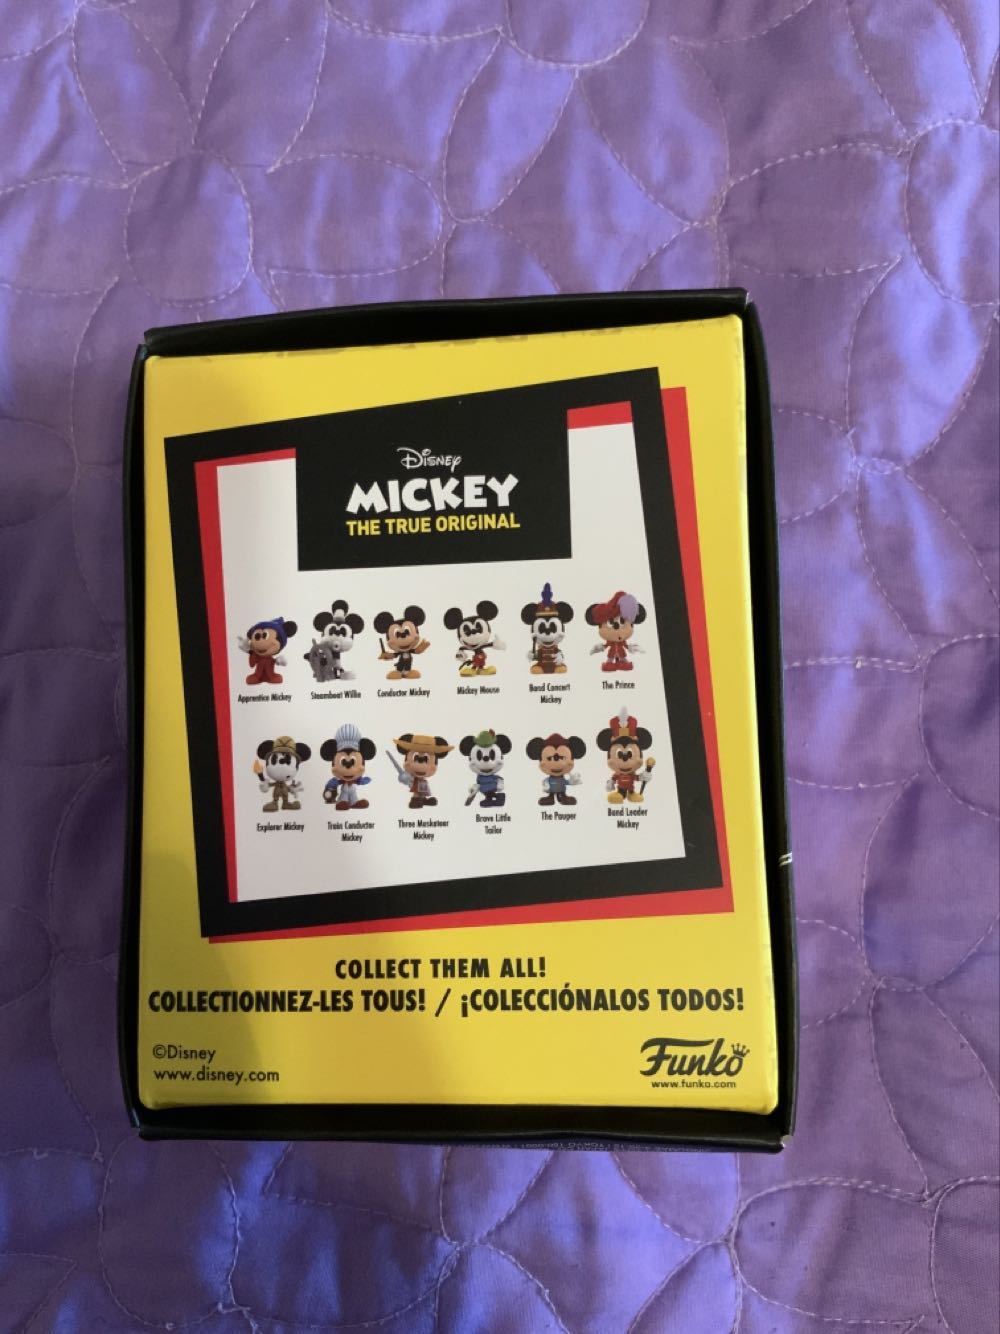 Disney
MICKEY
THE TRUE ORIGINAL
Apprentice Mickey
Steamboat Willie
Conductor Mickey
Mickey Mouse
Band Concert
Mickey
The Prince
Explorer Mickey
Train Conductor
Mickey
Three Musketeer
Mickey
Brave Little
Tailor
The Pauper
Band Leader
Mickey
COLLECT THEM ALL!
COLLECTIONNEZ-LES TOUS! / ¡COLECCIÓNALOS TODOS!
©Disney
www.disney.com
Funko
www.funko.com